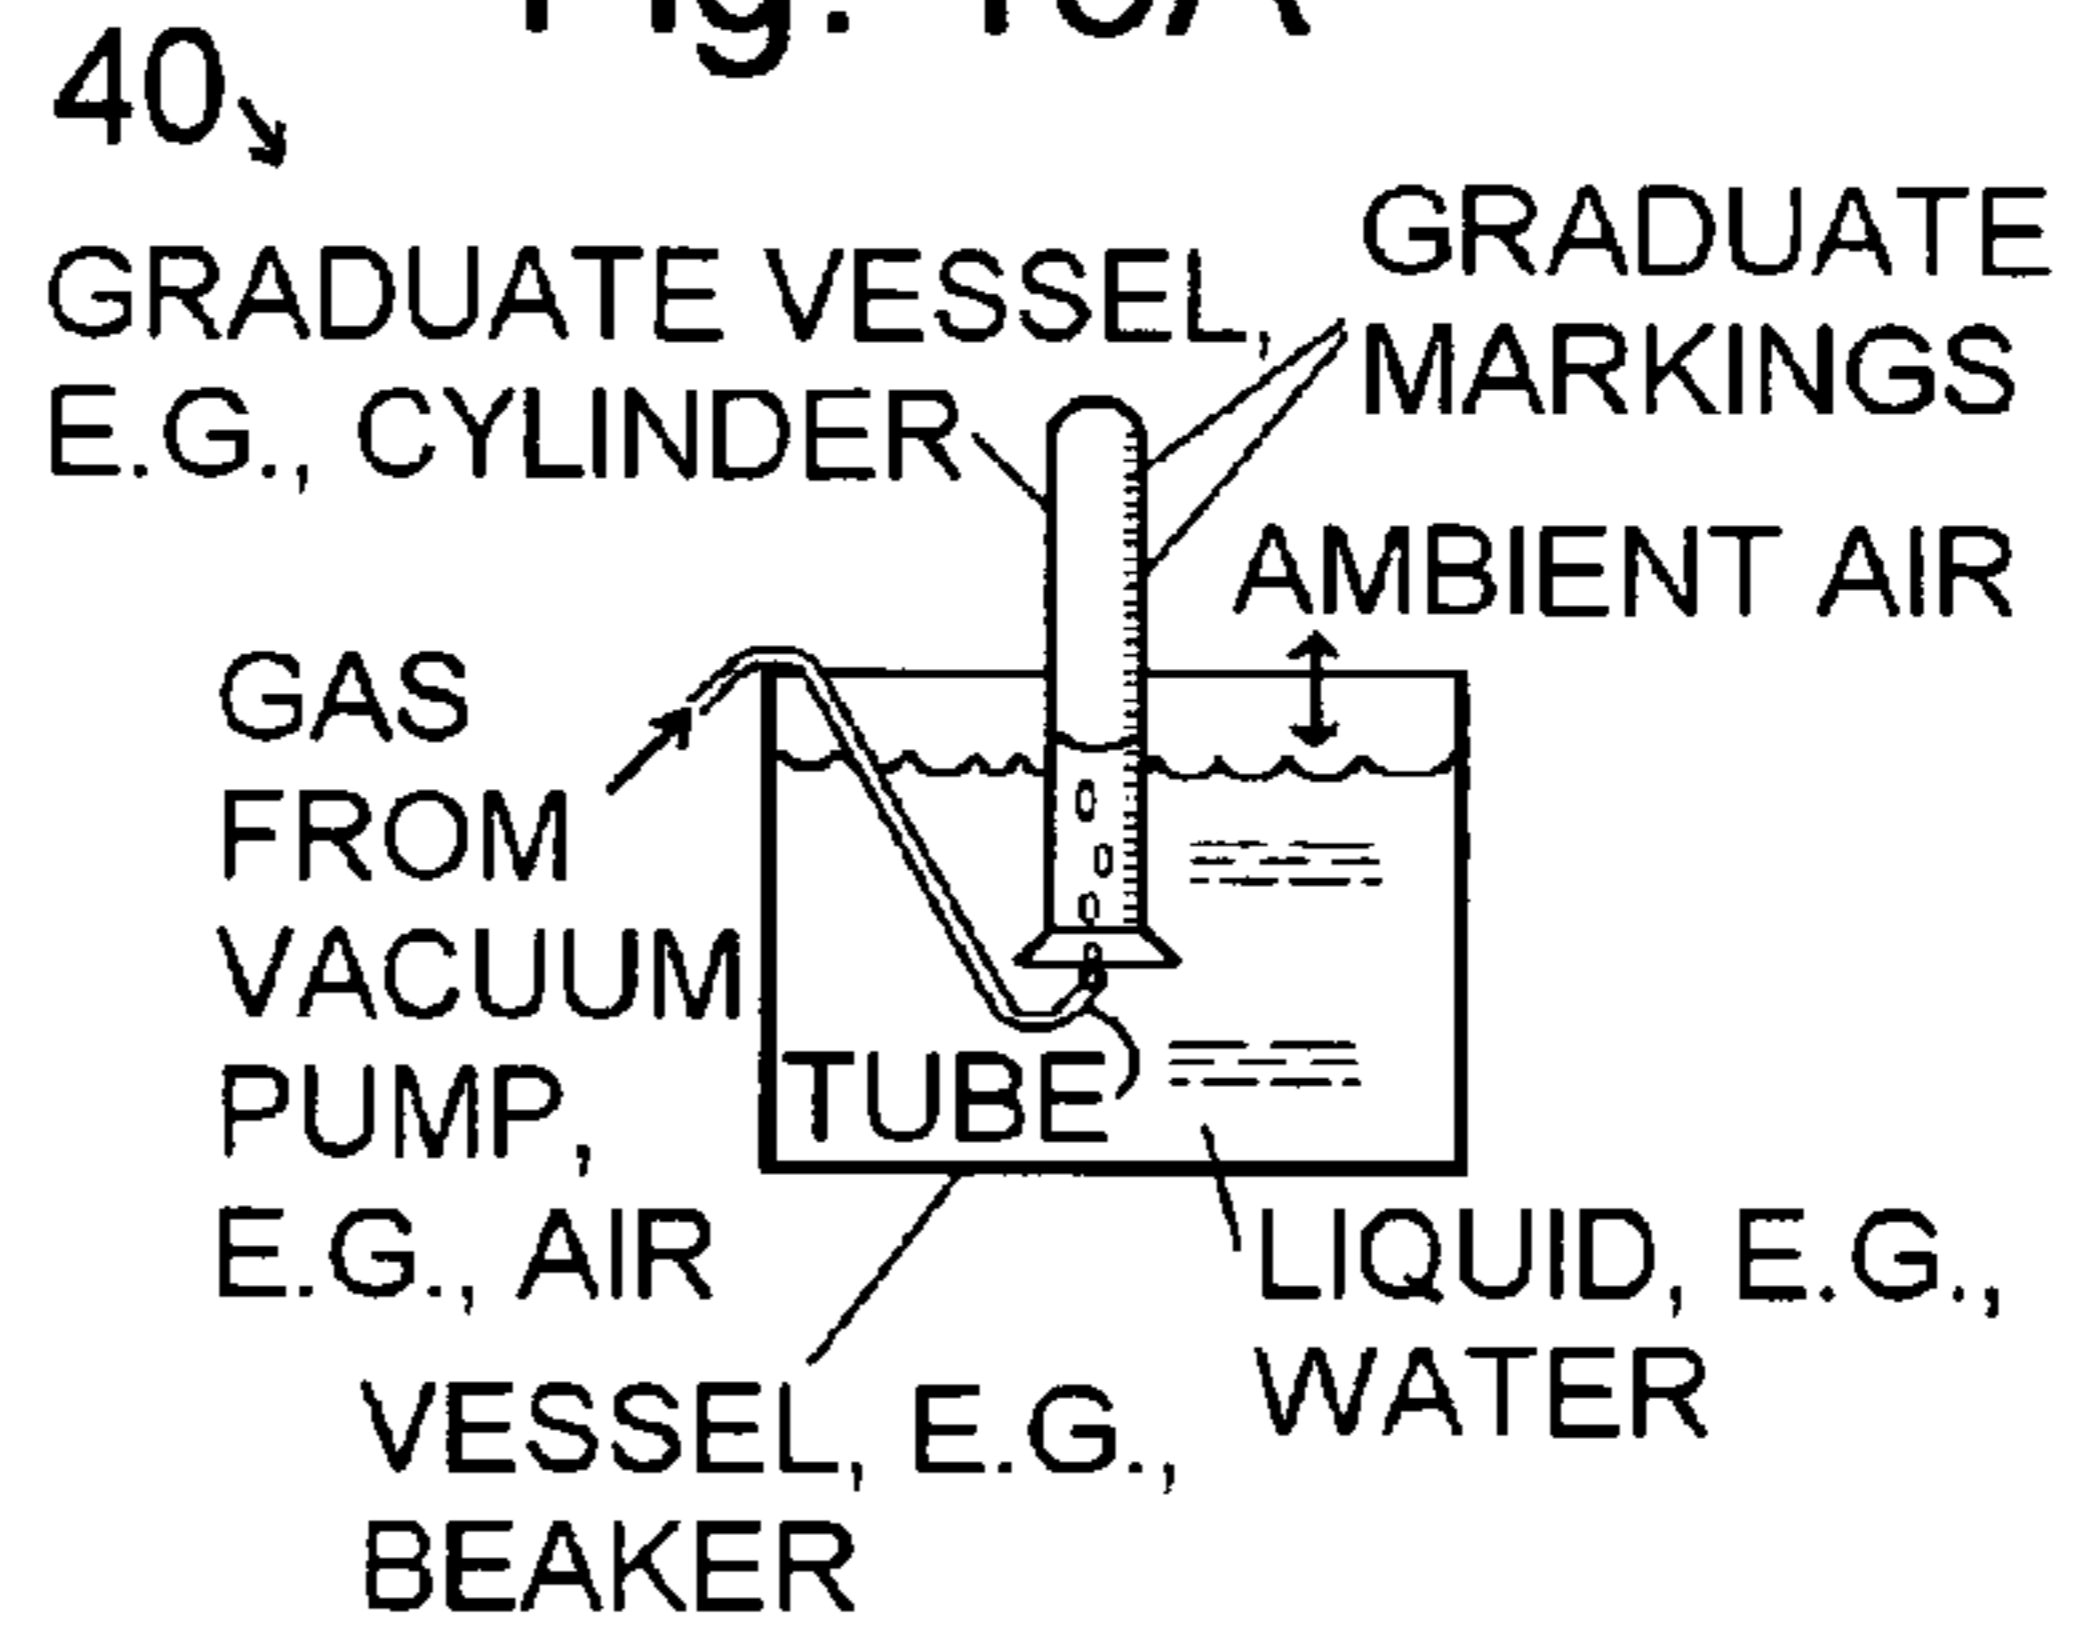 40
GRADUATE VESSEL,
E.G., CYLINDER
GRADUATE
MARKINGS
AMBIENT AIR
GAS
FROM
VACUUM
PUMP,
E.G., AIR
TUBE
LIQUID, E.G.,
WATER
VESSEL, E.G.,
BEAKER